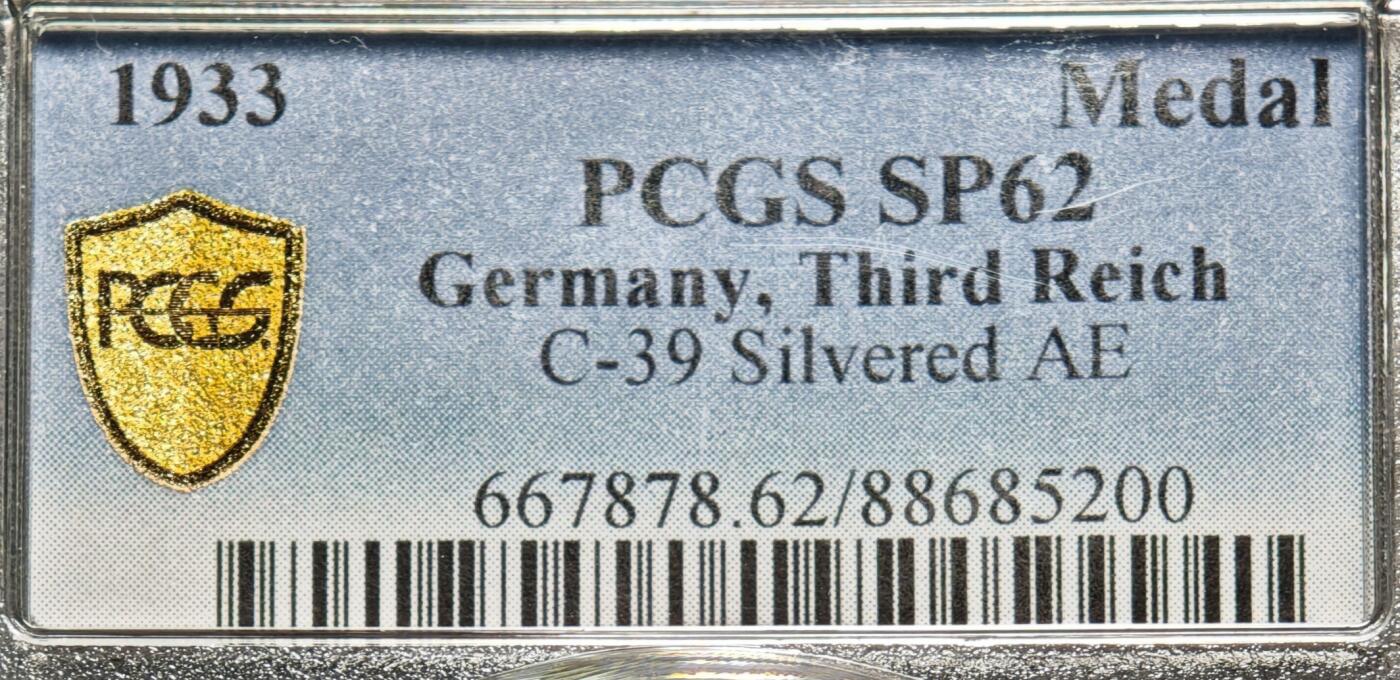 1933 Medal
PCGS SP62
Germany, Third Reich
PCGS
C-39 Silvered AE
667878.62/88685200